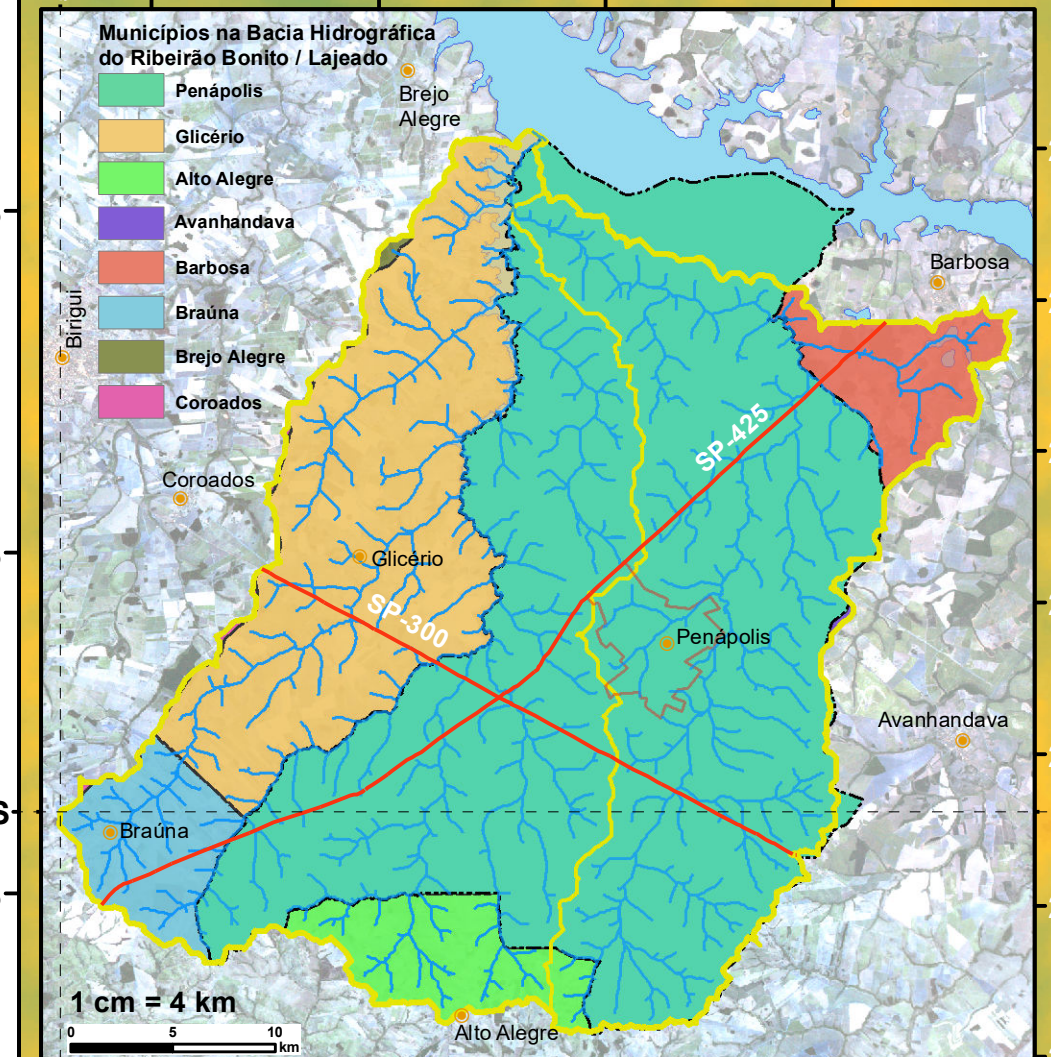 Municípios na Bacia Hidrográfica
do Ribeirão Bonito / Lajeado
Penápolis
Glicério
Alto Alegre
Avanhandava
Barbosa
Braúna
Brejo Alegre
Coroados
Brejo
Alegre
Barbosa
Birigui
SP-425
Coroados
Glicério
SP-300
Penápolis
Avanhandava
S
Braúna
1 cm = 4 km
0 5 10
km
Alto Alegre